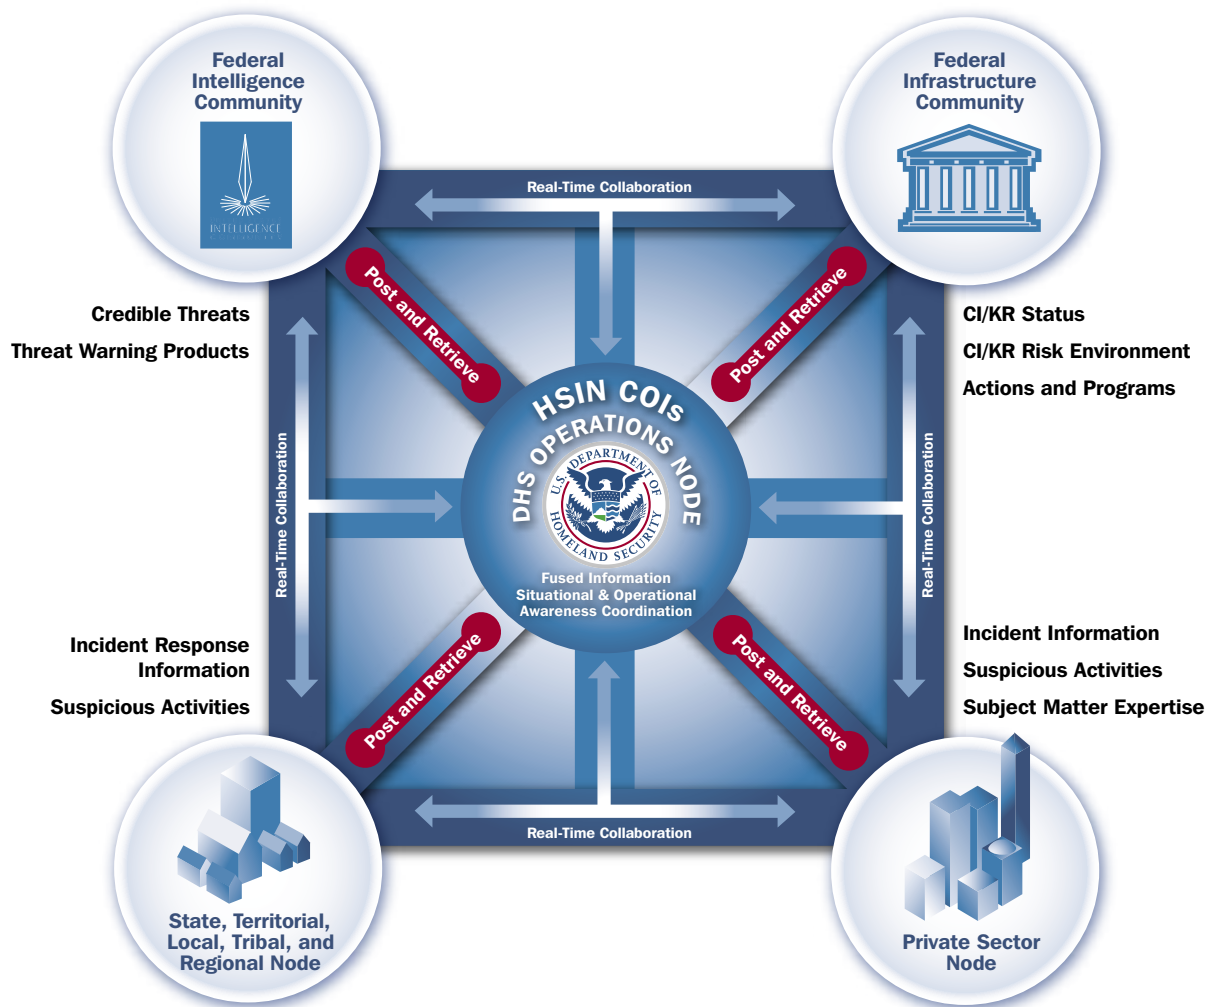 Federal
Intelligence
Community
INTELLIGENCE
Federal
Infrastructure
Community
Real-Time Collaboration
Post and Retrieve
Post and Retrieve
Credible Threats
Threat Warning Products
CI/KR Status
CI/KR Risk Environment
Actions and Programs
HSIN COIs
DHS OPERATIONS NODE
U.S. DEPARTMENT OF
HOMELAND SECURITY
Fused Information
Situational & Operational
Awareness Coordination
Real-Time Collaboration
Real-Time Collaboration
Incident Response
Information
Suspicious Activities
Incident Information
Suspicious Activities
Subject Matter Expertise
Post and Retrieve
Post and Retrieve
Real-Time Collaboration
State, Territorial,
Local, Tribal, and
Regional Node
Private Sector
Node